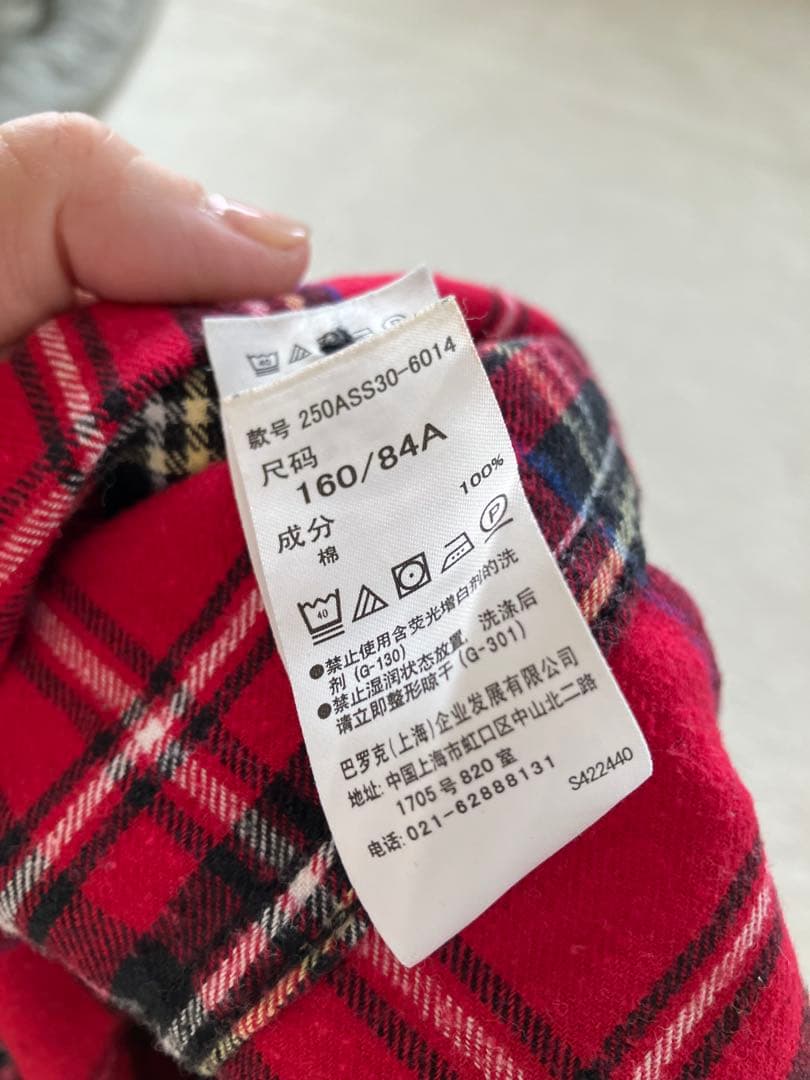 款号 250ASS30-6014
尺码
160/84A
成分 100%
棉
40 P
●禁止使用含荧光增白剂的洗
剂(G-130)
●禁止湿润状态放置. 洗涤后
请立即整形晾干(G-301)
巴罗克(上海)企业发展有限公司
地址: 中国上海市虹口区中山北二路
1705号820室
电话: 021-62888131
S422440